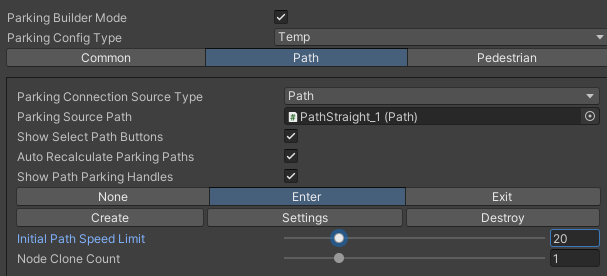 Parking Builder Mode
Parking Config Type Temp
Common Path Pedestrian
Parking Connection Source Type Path
Parking Source Path # PathStraight_1 (Path)
Show Select Path Buttons
Auto Recalculate Parking Paths
Show Path Parking Handles
None Enter Exit
Create Settings Destroy
Initial Path Speed Limit 20
Node Clone Count 1